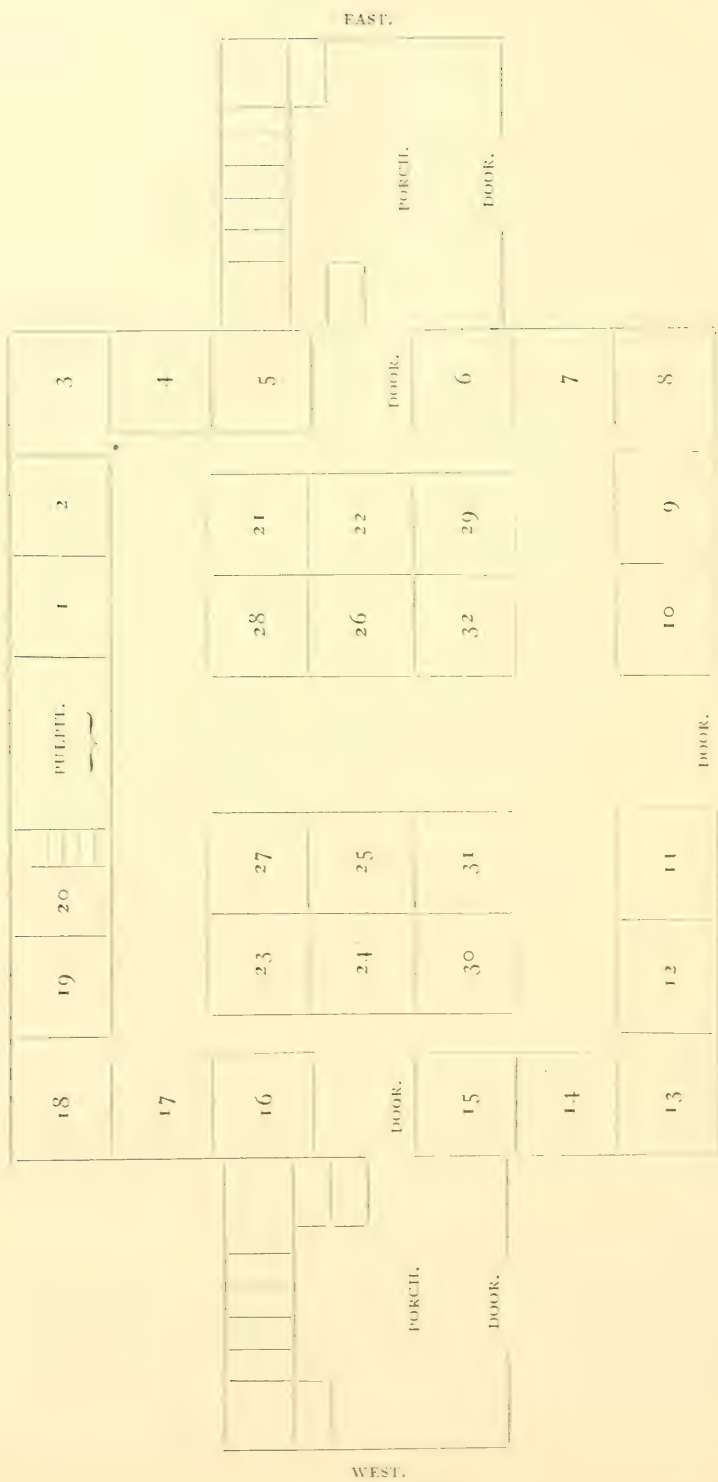 18 19 20 PULPIT. 1 2 3
17 4
16 23 27 28 21 5
24 25 26 22
WEST. EAST.
PORCH. DOOR. DOOR. PORCH.
15 30 31 32 29 6
DOOR. DOOR.
14 7
13 12 11 10 9 8
DOOR.